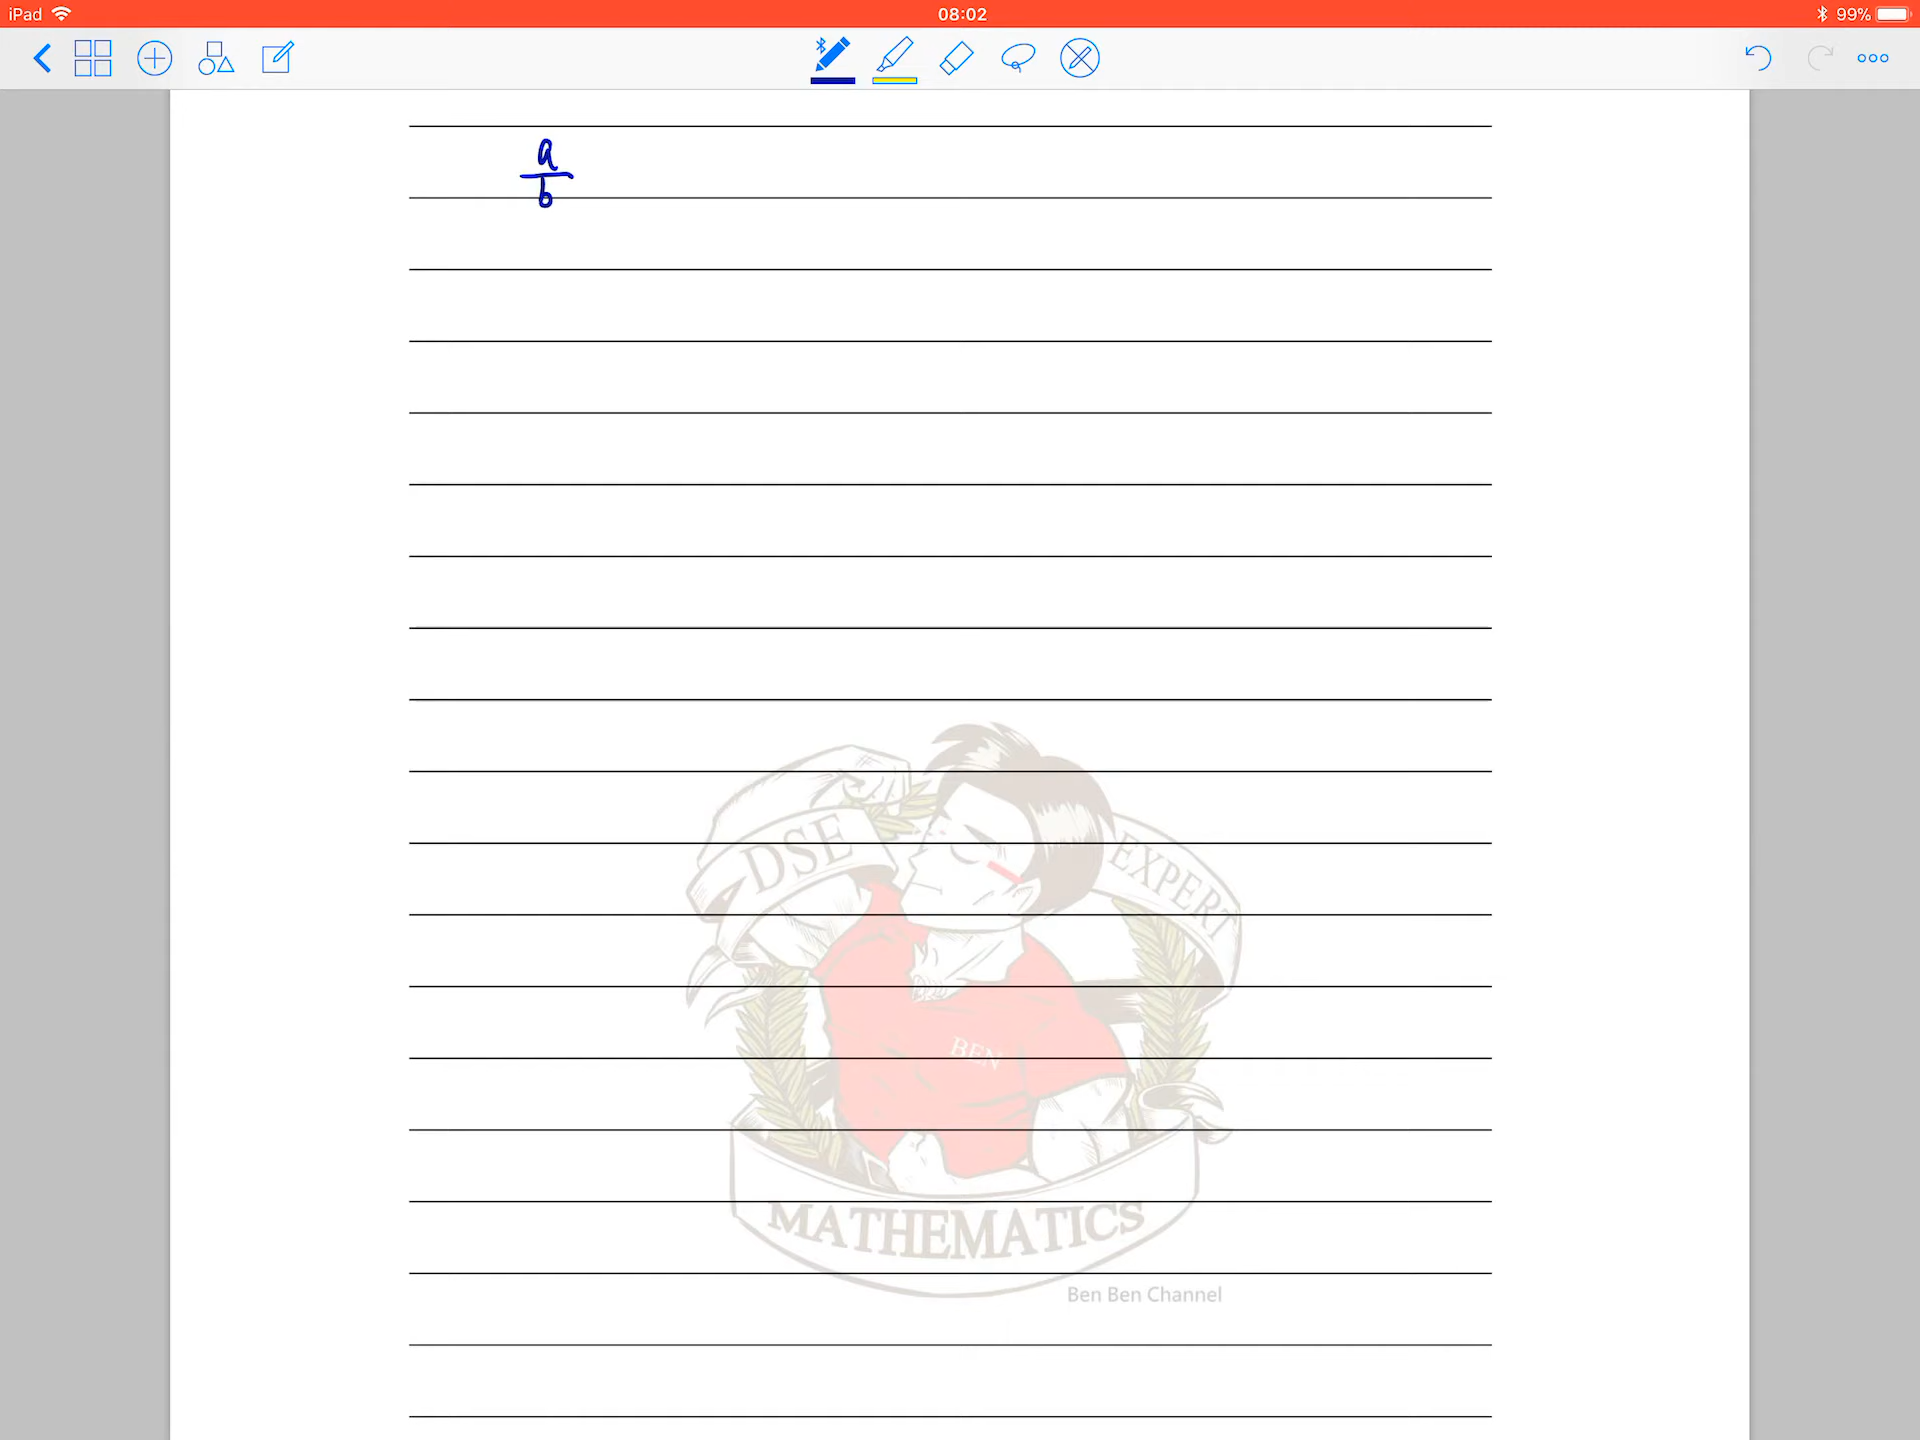 iPad 08:02 99%
a
b
DSE EXPERT
BEN
MATHEMATICS
Ben Ben Channel